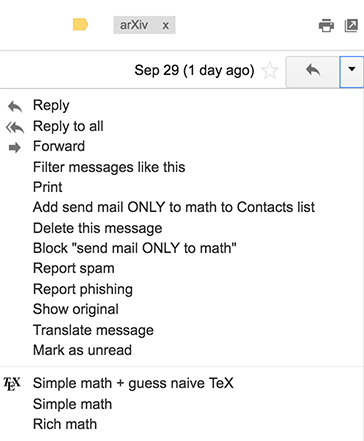 arXiv x
Sep 29 (1 day ago)
Reply
Reply to all
Forward
Filter messages like this
Print
Add send mail ONLY to math to Contacts list
Delete this message
Block "send mail ONLY to math"
Report spam
Report phishing
Show original
Translate message
Mark as unread
TEX Simple math + guess naive TeX
Simple math
Rich math